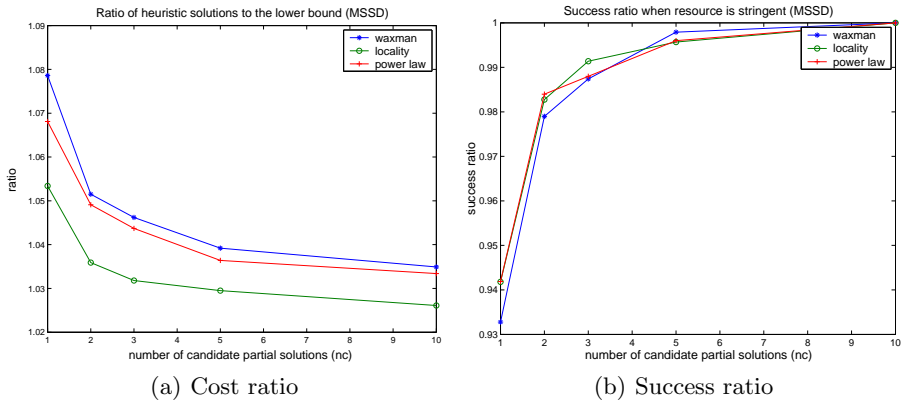 Ratio of heuristic solutions to the lower bound (MSSD)
1.09
1.08
1.07
1.06
1.05
1.04
1.03
1.02
ratio
waxman
locality
power law
1 2 3 4 5 6 7 8 9 10
number of candidate partial solutions (nc)
(a) Cost ratio
Success ratio when resource is stringent (MSSD)
1
0.99
0.98
0.97
0.96
0.95
0.94
0.93
success ratio
waxman
locality
power law
1 2 3 4 5 6 7 8 9 10
number of candidate partial solutions (nc)
(b) Success ratio